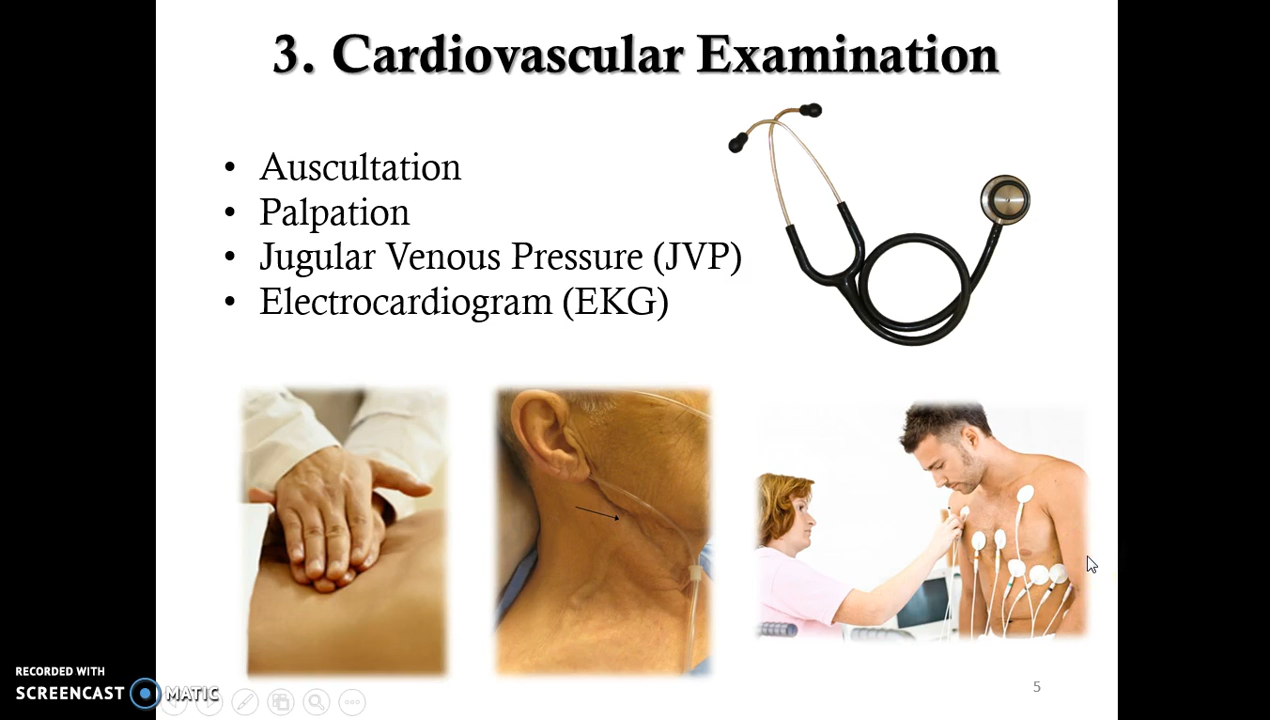 3. Cardiovascular Examination
• Auscultation
• Palpation
• Jugular Venous Pressure (JVP)
• Electrocardiogram (EKG)
RECORDED WITH
SCREENCAST MATIC
5